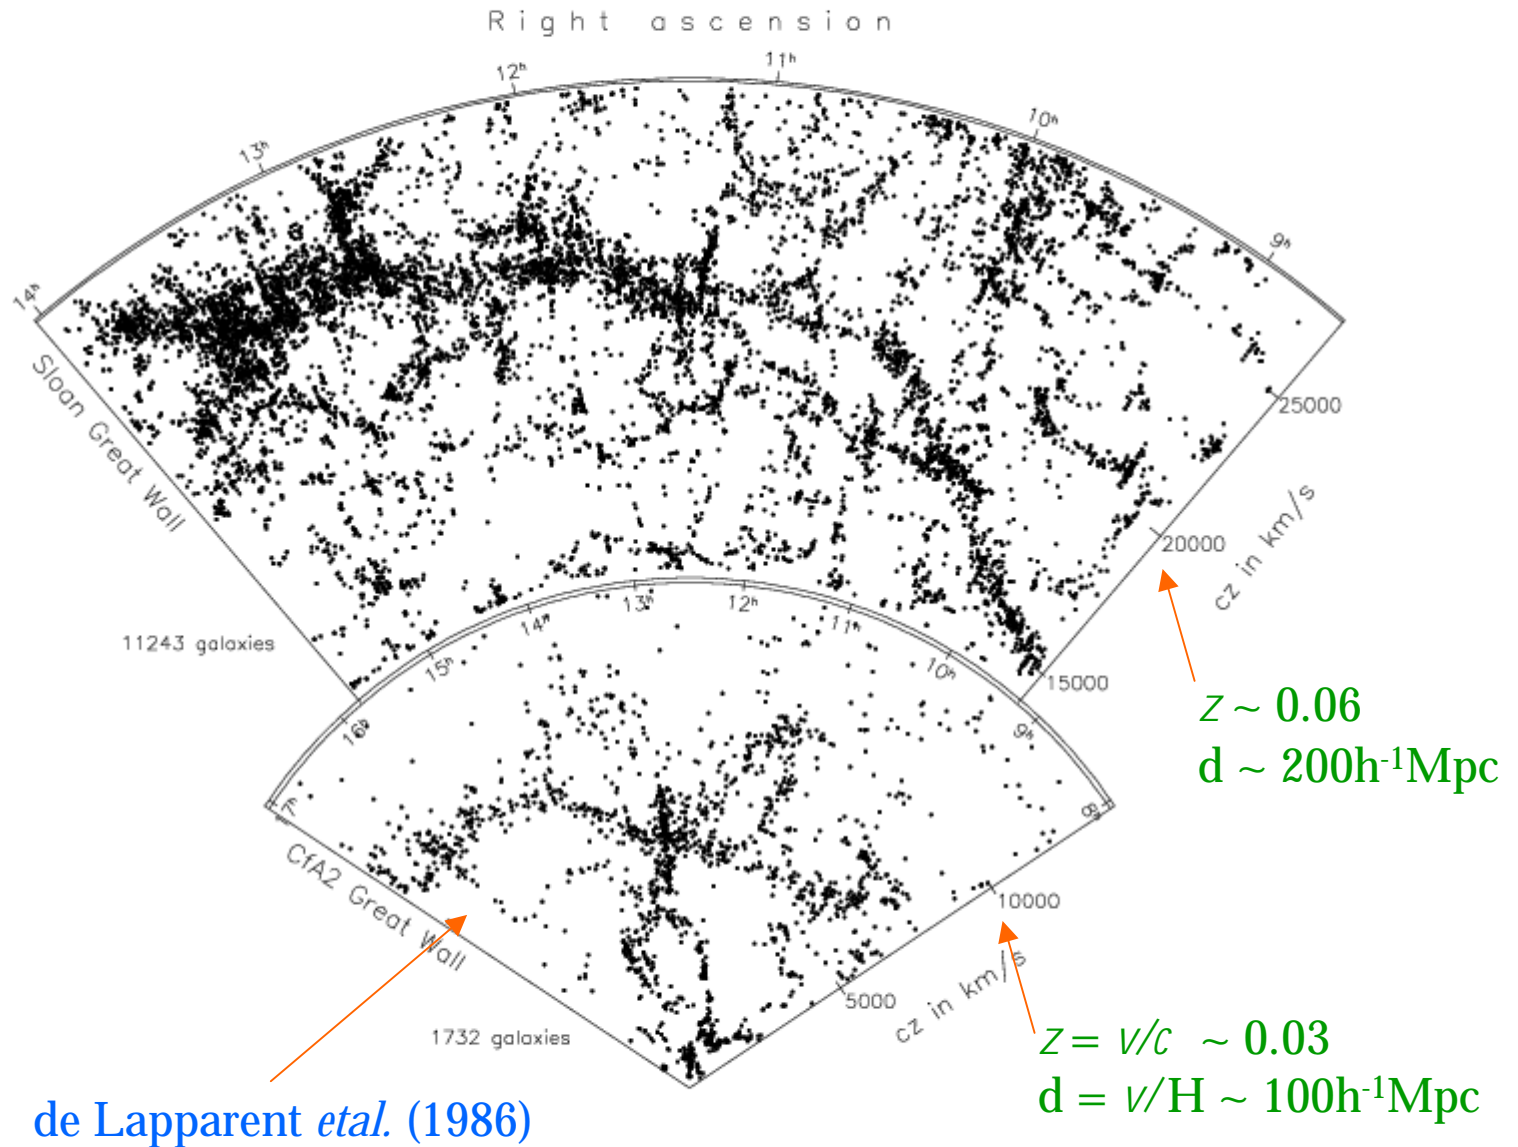 Right ascension
14ʰ
13ʰ
12ʰ
11ʰ
10ʰ
9ʰ
Sloan Great Wall
25000
20000
15000
cz in km/s
11243 galaxies
z ~ 0.06
d ~ 200h⁻¹Mpc
17ʰ
16ʰ
15ʰ
14ʰ
13ʰ
12ʰ
11ʰ
10ʰ
9ʰ
8ʰ
CfA2 Great Wall
10000
5000
cz in km/s
1732 galaxies
z = v/c ~ 0.03
d = v/H ~ 100h⁻¹Mpc
de Lapparent etal. (1986)